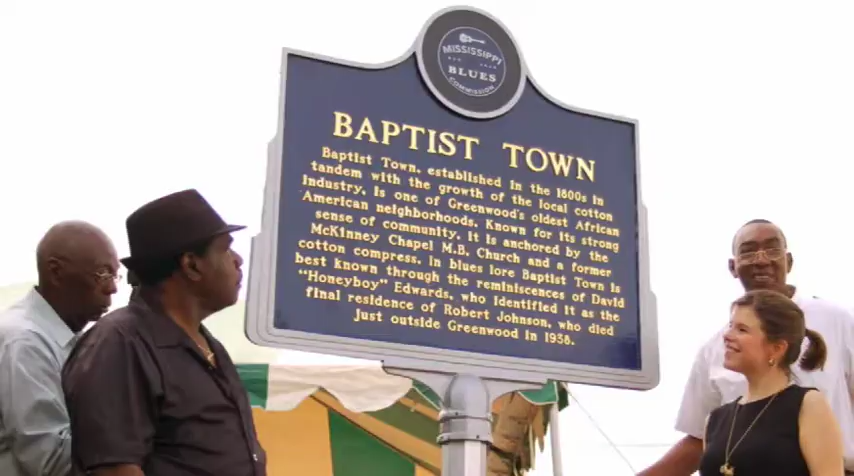 MISSISSIPPI
BLUES
COMMISSION
BAPTIST TOWN
Baptist Town, established in the 1800s in
tandem with the growth of the local cotton
industry, is one of Greenwood's oldest African
American neighborhoods. Known for its strong
sense of community, it is anchored by the
McKinney Chapel M.B. Church and a former
cotton compress. In blues lore Baptist Town is
best known through the reminiscences of David
"Honeyboy" Edwards, who identified it as the
final residence of Robert Johnson, who died
just outside Greenwood in 1938.